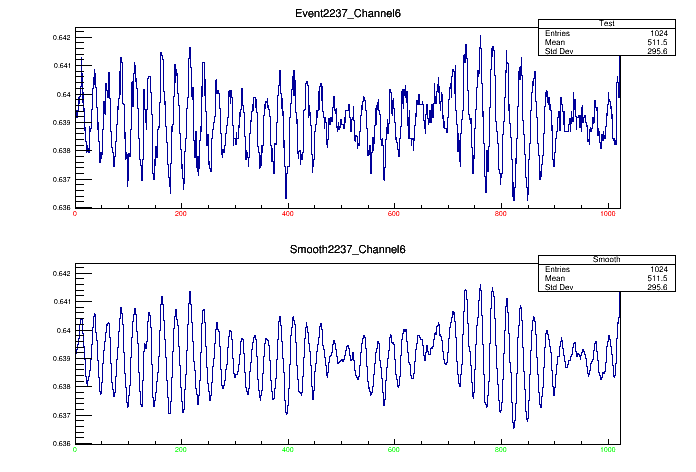 Event2237_Channel6
Test
Entries 1024
Mean 511.5
Std Dev 295.6
0.642
0.641
0.64
0.639
0.638
0.637
0.636
0 200 400 600 800 1000
Smooth2237_Channel6
Smooth
Entries 1024
Mean 511.5
Std Dev 295.6
0.642
0.641
0.64
0.639
0.638
0.637
0.636
0 200 400 600 800 1000